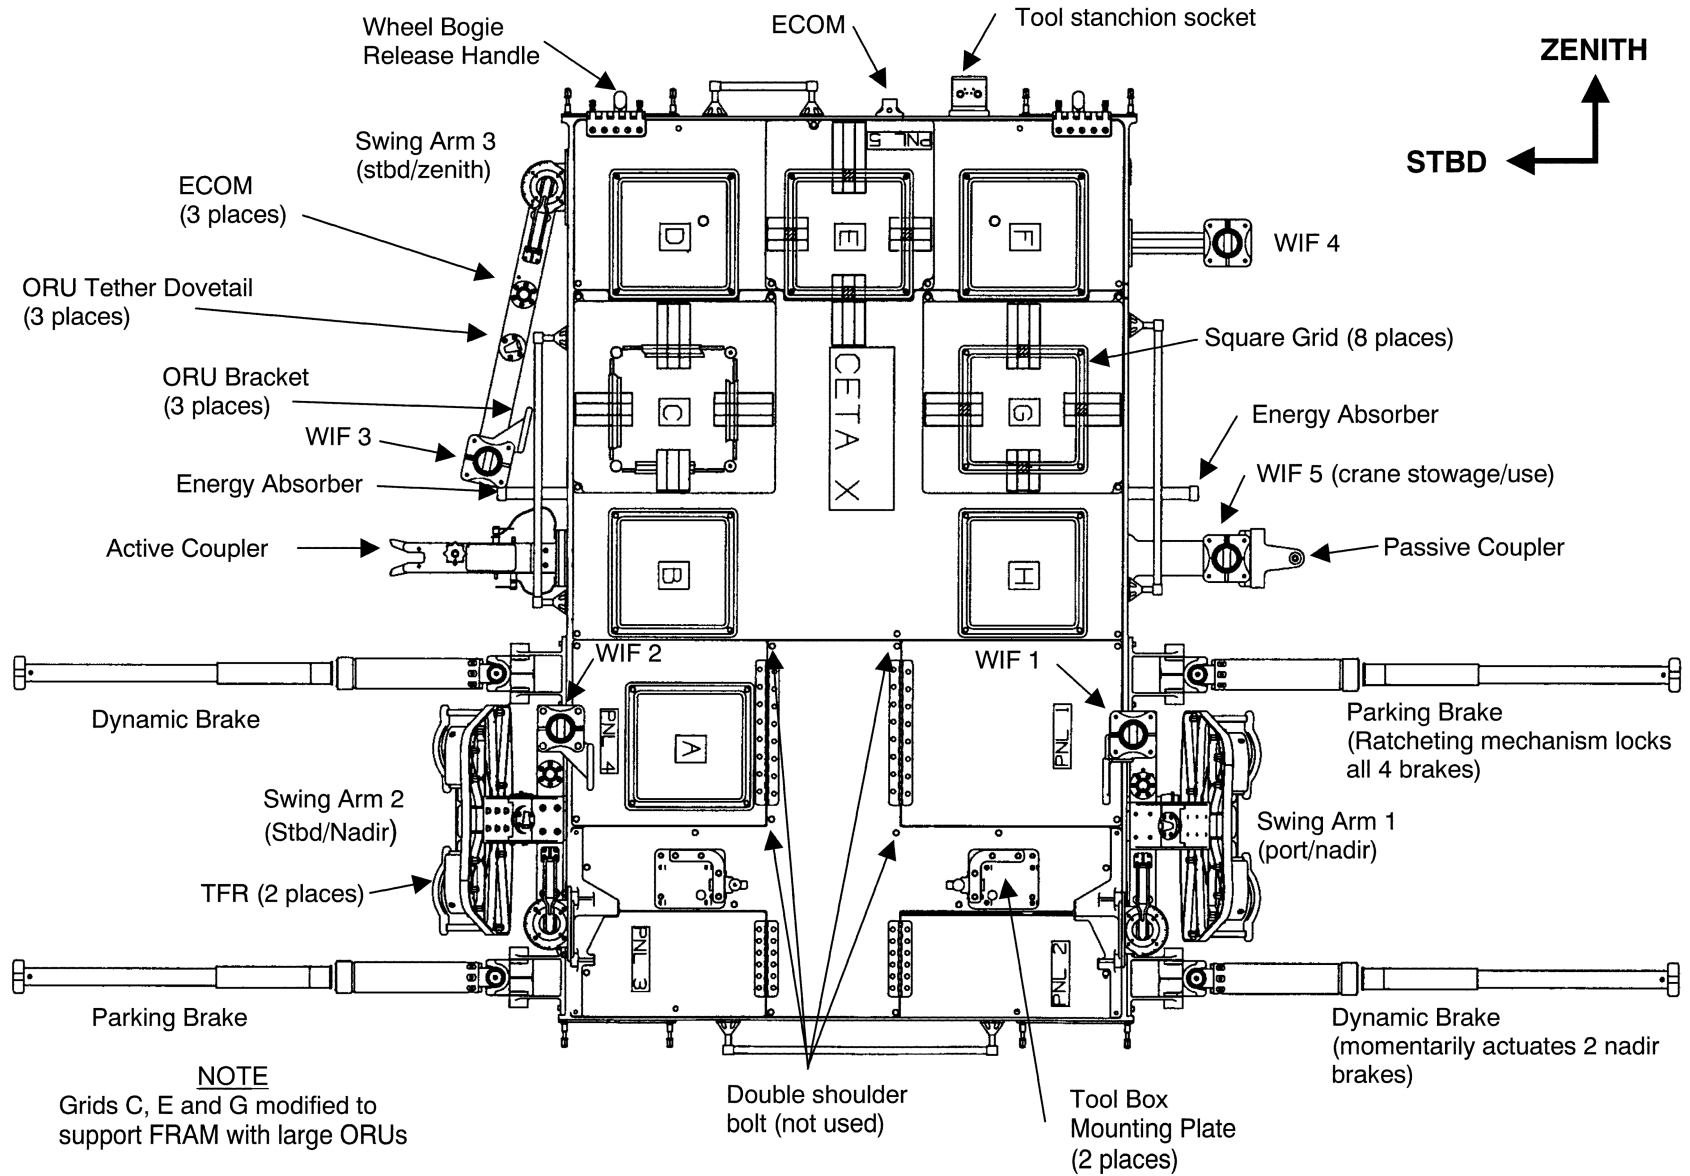 Wheel Bogie
Release Handle
ECOM
Tool stanchion socket
ZENITH
STBD
Swing Arm 3
(stbd/zenith)
ECOM
(3 places)
ORU Tether Dovetail
(3 places)
ORU Bracket
(3 places)
WIF 3
Energy Absorber
Active Coupler
PNL 5
D
E
F
WIF 4
Square Grid (8 places)
C
CETA X
G
Energy Absorber
WIF 5 (crane stowage/use)
Passive Coupler
B
H
WIF 2
WIF 1
Dynamic Brake
Parking Brake
(Ratcheting mechanism locks
all 4 brakes)
PNL 4
A
PNL 1
Swing Arm 2
(Stbd/Nadir)
Swing Arm 1
(port/nadir)
TFR (2 places)
PNL 3
PNL 2
Parking Brake
Dynamic Brake
(momentarily actuates 2 nadir
brakes)
NOTE
Grids C, E and G modified to
support FRAM with large ORUs
Double shoulder
bolt (not used)
Tool Box
Mounting Plate
(2 places)